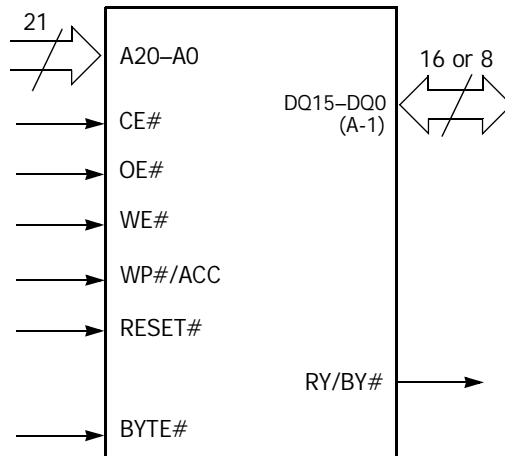 21
A20–A0
16 or 8
DQ15–DQ0
(A-1)
CE#
OE#
WE#
WP#/ACC
RESET#
RY/BY#
BYTE#